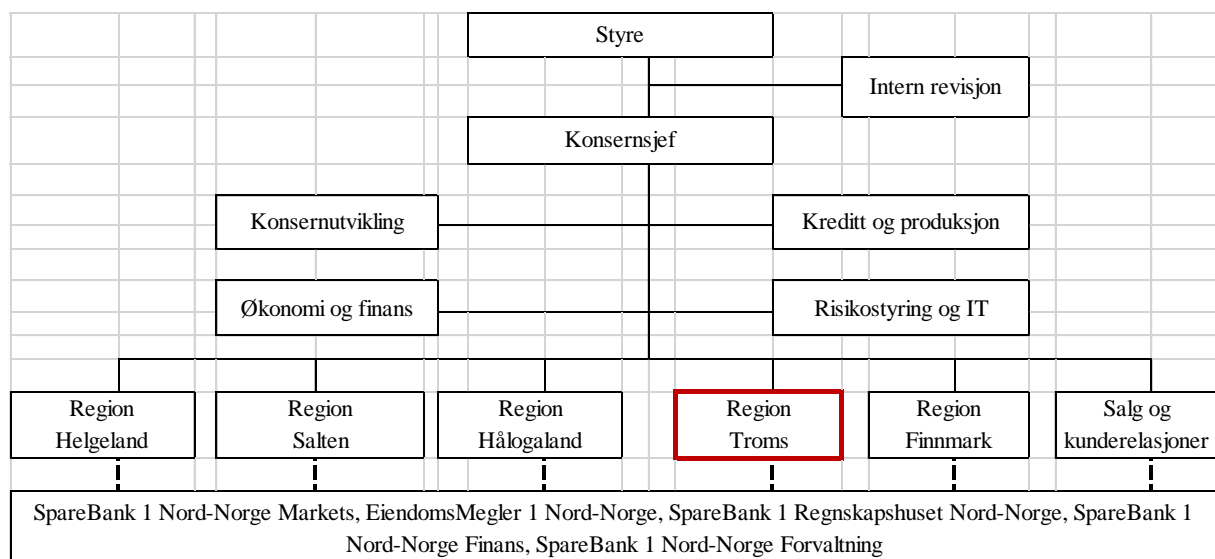 Styre
Intern revisjon
Konsernsjef
Konsernutvikling
Kreditt og produksjon
Økonomi og finans
Risikostyring og IT
Region
Helgeland
Region
Salten
Region
Hålogaland
Region
Troms
Region
Finnmark
Salg og
kunderelasjoner
SpareBank 1 Nord-Norge Markets, EiendomsMegler 1 Nord-Norge, SpareBank 1 Regnskapshuset Nord-Norge, SpareBank 1
Nord-Norge Finans, SpareBank 1 Nord-Norge Forvaltning